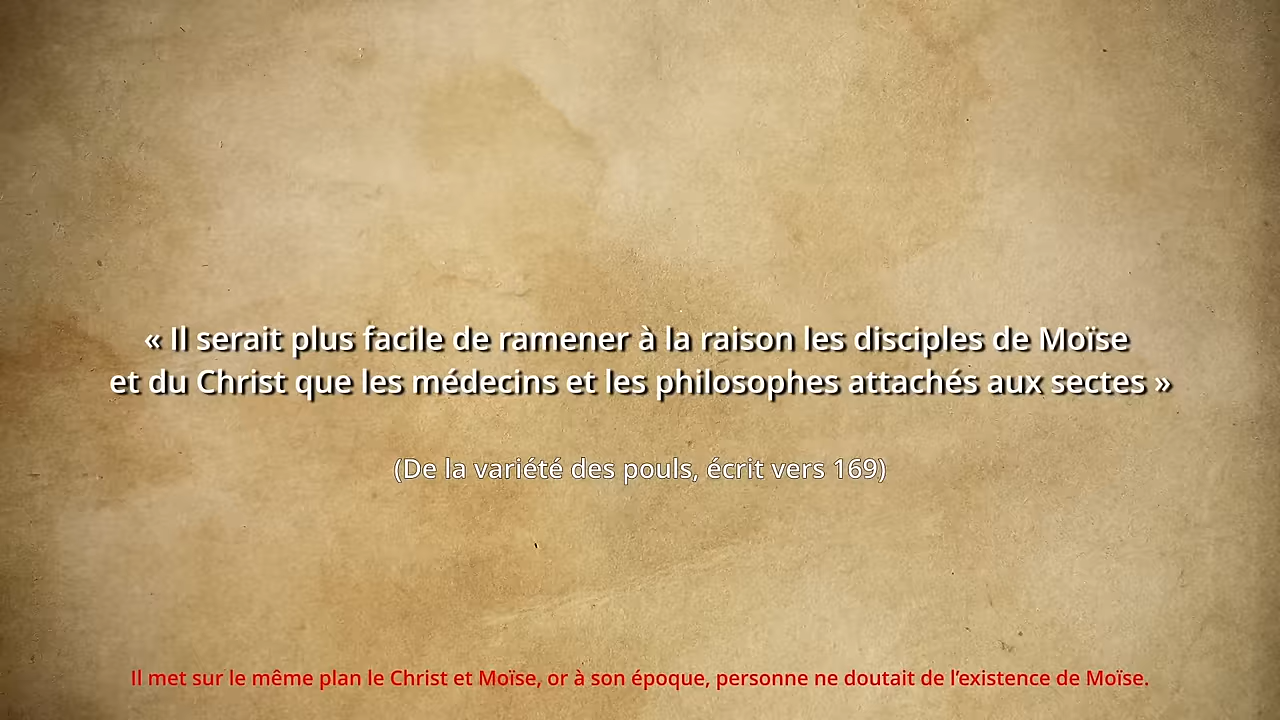 « Il serait plus facile de ramener à la raison les disciples de Moïse
et du Christ que les médecins et les philosophes attachés aux sectes »
(De la variété des pouls, écrit vers 169)
Il met sur le même plan le Christ et Moïse, or à son époque, personne ne doutait de l’existence de Moïse.